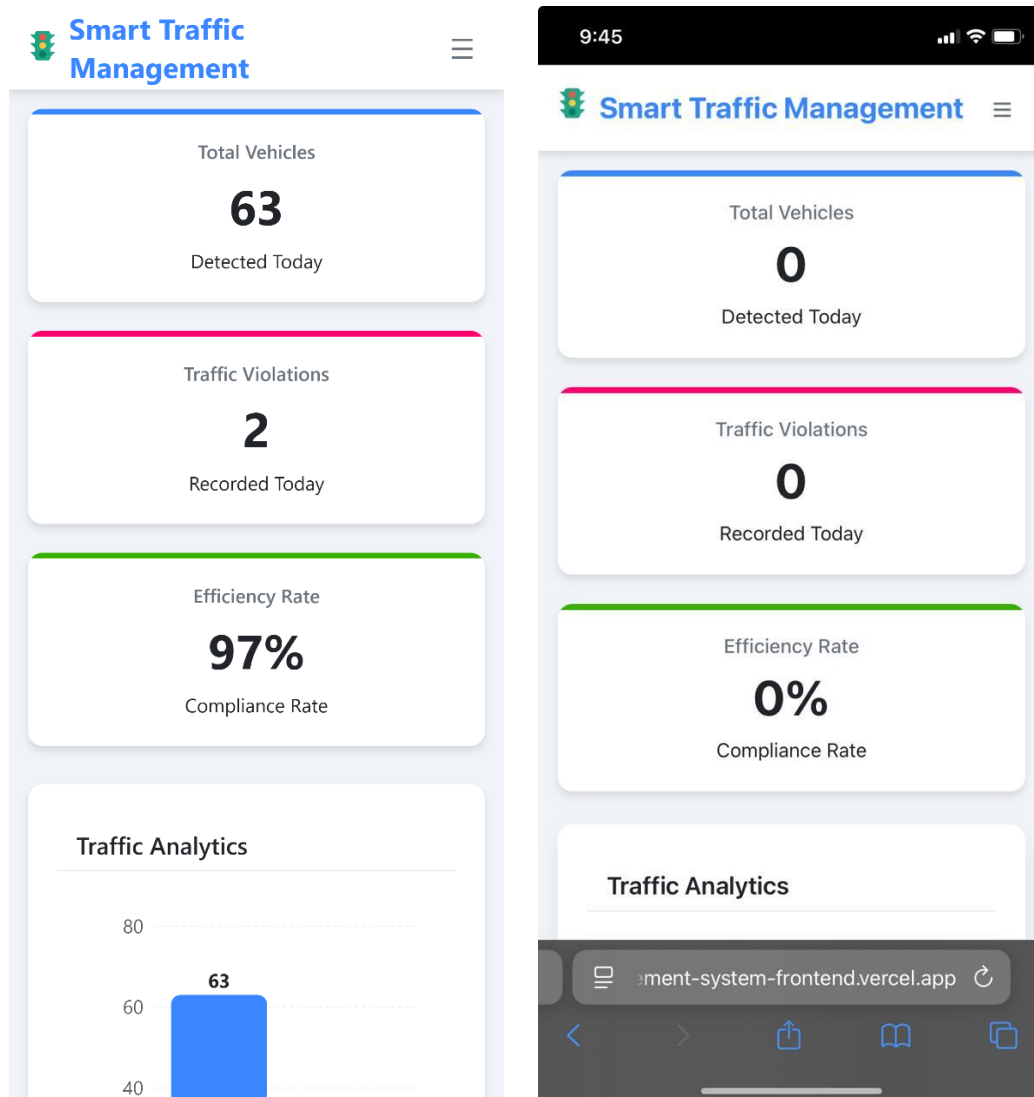 Smart Traffic
Management
Total Vehicles
63
Detected Today
Traffic Violations
2
Recorded Today
Efficiency Rate
97%
Compliance Rate
Traffic Analytics
80
63
60
40
9:45
Smart Traffic Management
Total Vehicles
0
Detected Today
Traffic Violations
0
Recorded Today
Efficiency Rate
0%
Compliance Rate
Traffic Analytics
ment-system-frontend.vercel.app